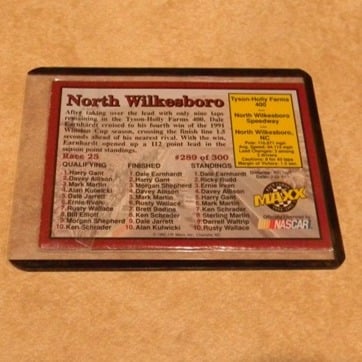 North Wilkesboro
After taking over the lead with only nine laps
remaining in the Tyson-Holly Farms 400, Dale
Earnhardt cruised to his fourth win of the 1991
Winston Cup season, crossing the finish line 1.5
seconds ahead of his nearest rival. With the win,
Earnhardt opened up a 112 point lead in the
season point standings.
Race 25 #289 of 300
QUALIFYING
1. Harry Gant
2. Davey Allison
3. Mark Martin
4. Alan Kulwicki
5. Dale Jarrett
6. Ernie Irvan
7. Rusty Wallace
8. Bill Elliott
9. Morgan Shepherd
10. Ken Schrader
FINISHED
1. Dale Earnhardt
2. Harry Gant
3. Morgan Shepherd
4. Davey Allison
5. Mark Martin
6. Rusty Wallace
7. Brett Bodine
8. Ken Schrader
9. Dale Jarrett
10. Alan Kulwicki
STANDINGS
1. Dale Earnhardt
2. Ricky Rudd
3. Ernie Irvan
4. Davey Allison
5. Harry Gant
6. Mark Martin
7. Ken Schrader
8. Sterling Marlin
9. Darrell Waltrip
10. Rusty Wallace
Tyson-Holly Farms
400
North Wilkesboro
Speedway
North Wilkesboro,
NC
MAXX
NASCAR